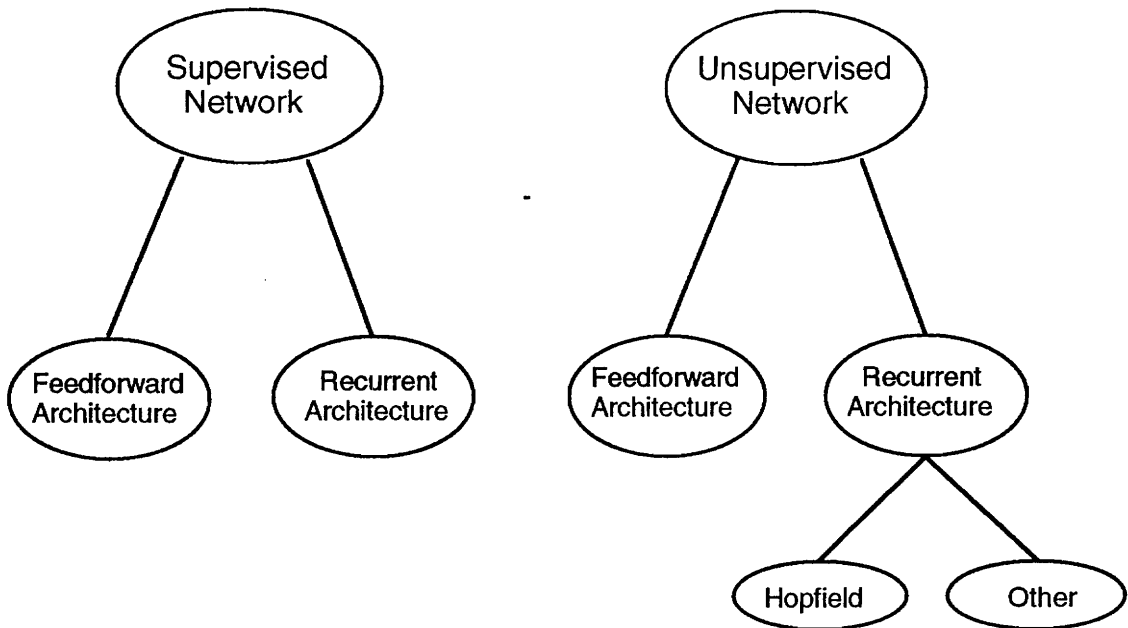 Supervised
Network
Unsupervised
Network
Feedforward
Architecture
Recurrent
Architecture
Feedforward
Architecture
Recurrent
Architecture
Hopfield
Other